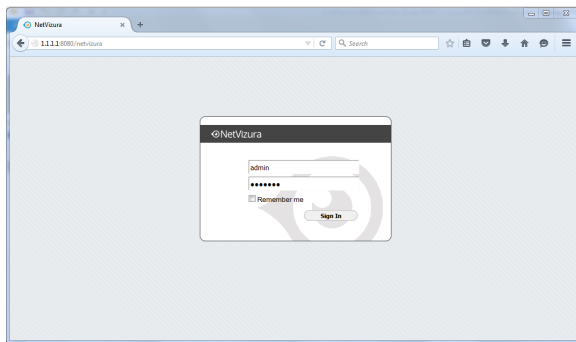 NetVizura
1.1.1.1:8080/netvizura
Search
NetVizura
admin
Remember me
Sign In